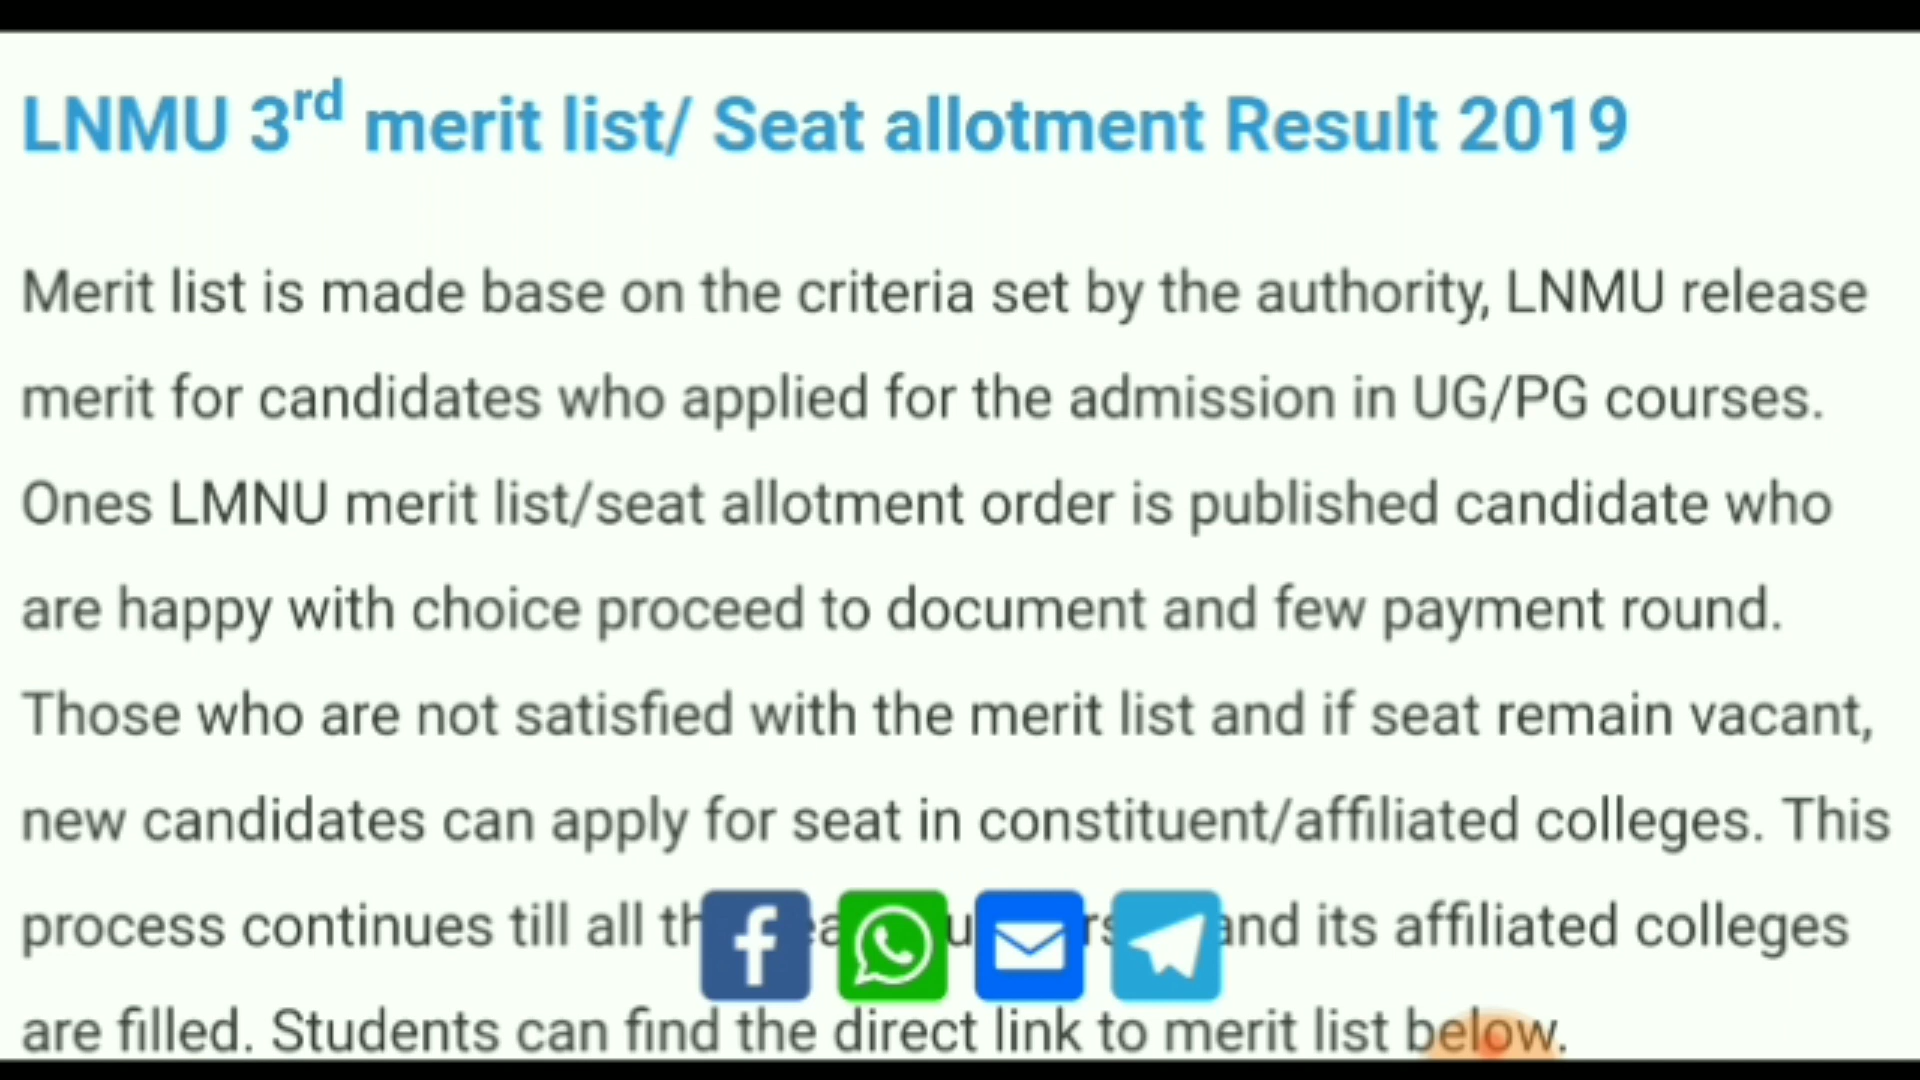 LNMU 3rd merit list/ Seat allotment Result 2019
Merit list is made base on the criteria set by the authority, LNMU release
merit for candidates who applied for the admission in UG/PG courses.
Ones LMNU merit list/seat allotment order is published candidate who
are happy with choice proceed to document and few payment round.
Those who are not satisfied with the merit list and if seat remain vacant,
new candidates can apply for seat in constituent/affiliated colleges. This
process continues till all and its affiliated colleges
are filled. Students can find the direct link to merit list below.